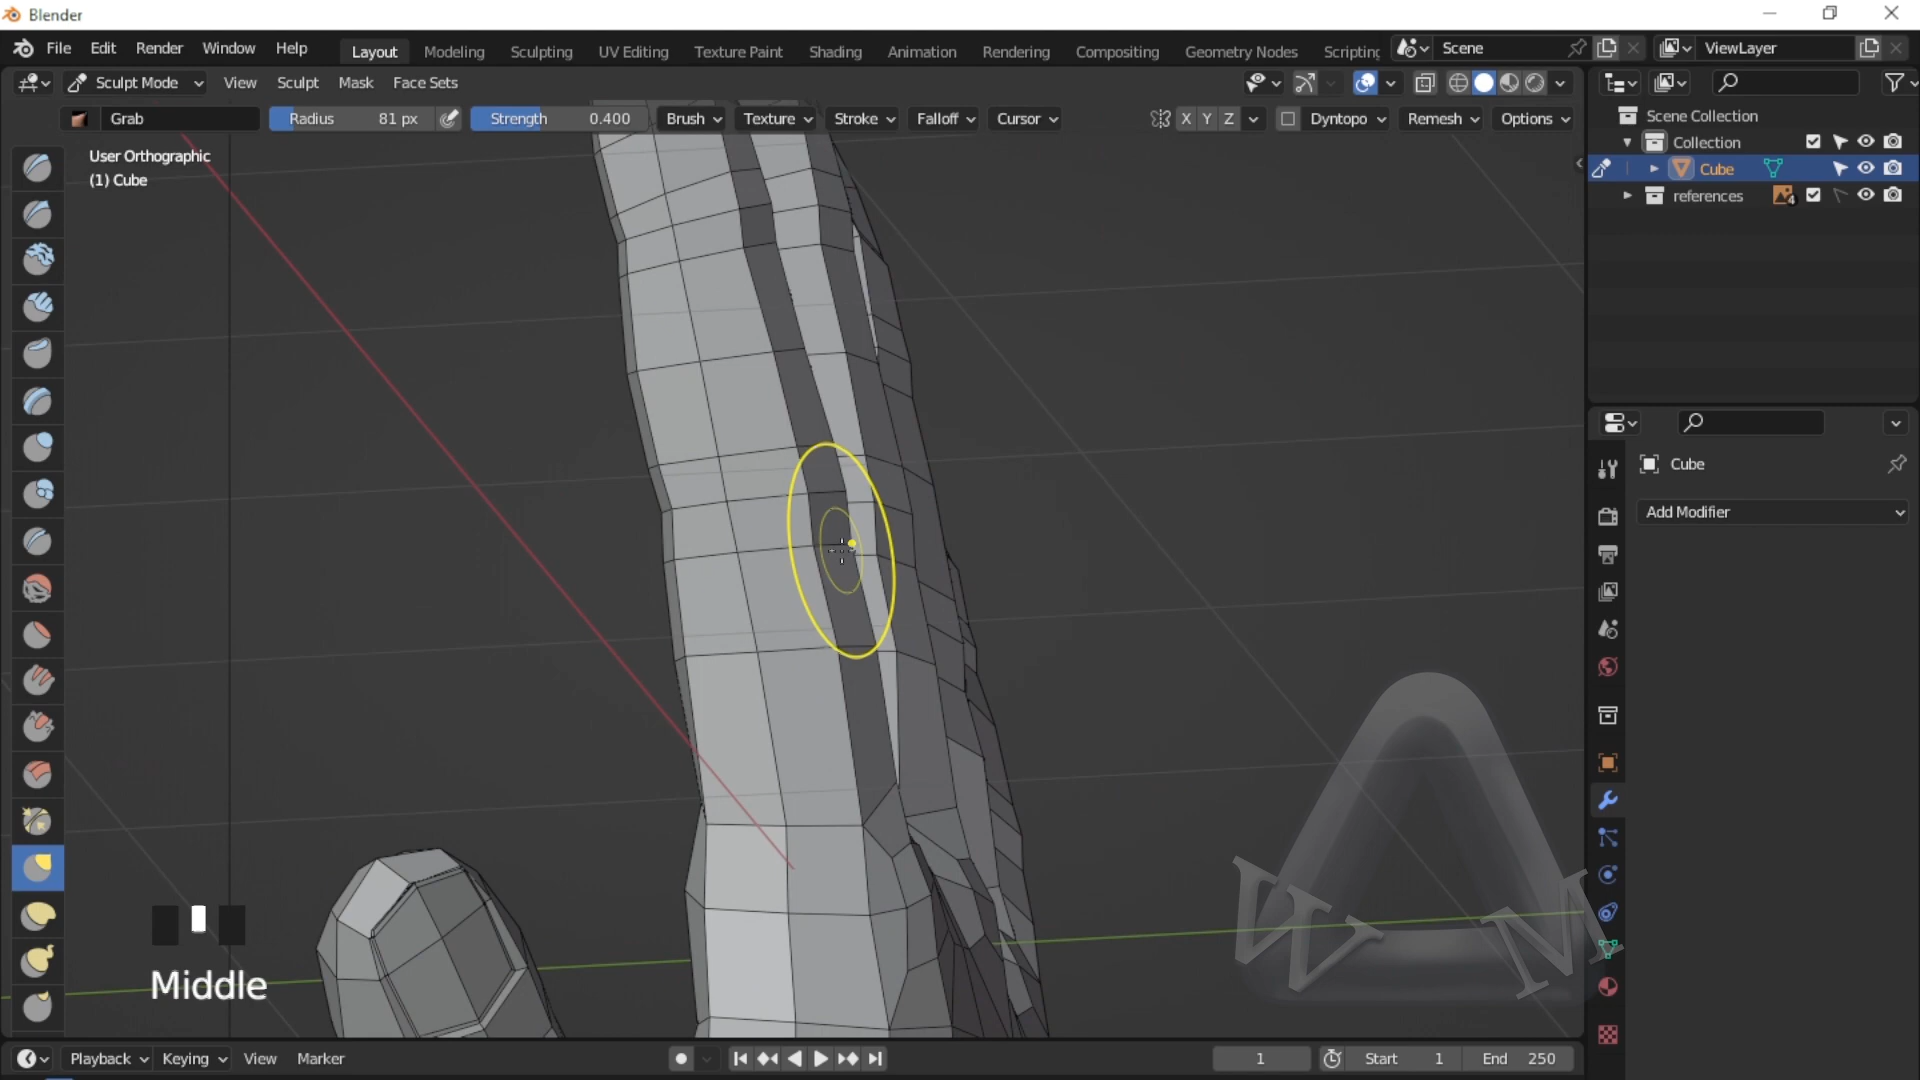 Blender
File Edit Render Window Help Layout Modeling Sculpting UV Editing Texture Paint Shading Animation Rendering Compositing Geometry Nodes Scripting Scene ViewLayer
Sculpt Mode View Sculpt Mask Face Sets
Grab Radius 81 px Strength 0.400 Brush Texture Stroke Falloff Cursor X Y Z Dyntopo Remesh Options
User Orthographic
(1) Cube
Scene Collection
Collection
Cube
references 4
Cube
Add Modifier
Middle
W M
Playback Keying View Marker 1 Start 1 End 250